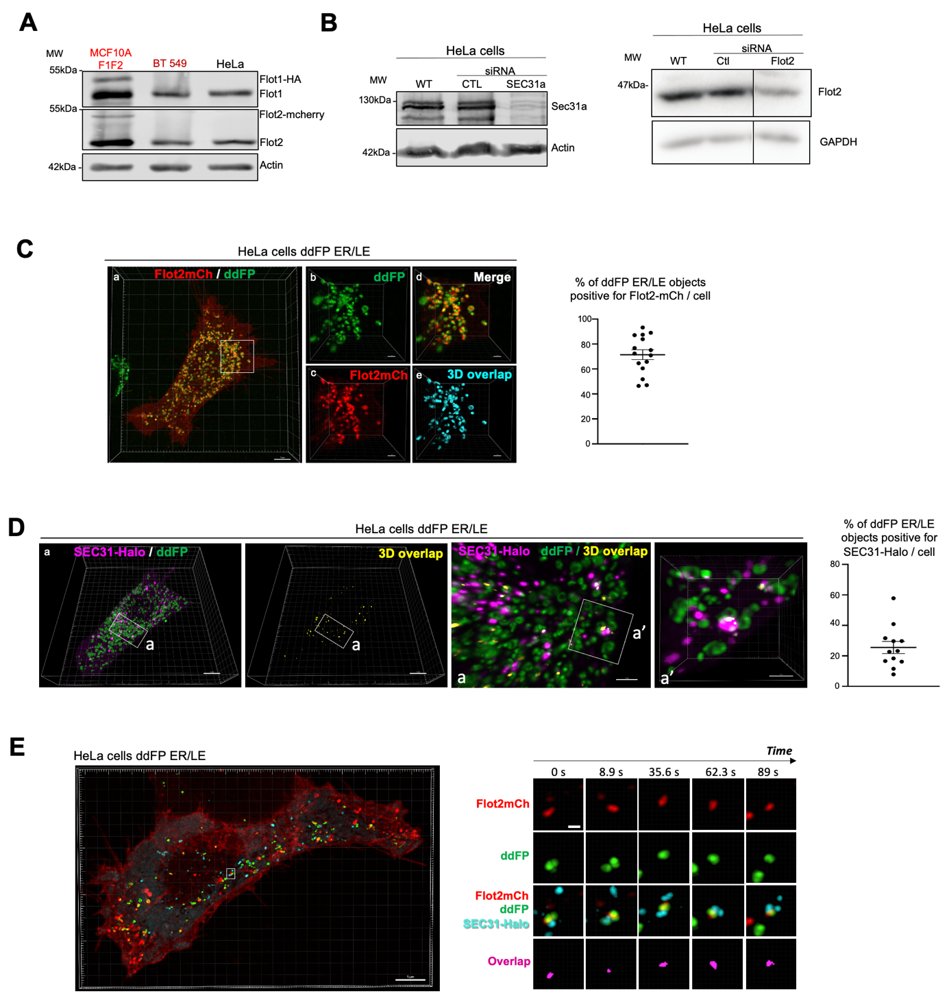 A
MW
MCF10A
F1F2
BT 549
HeLa
55kDa
Flot1-HA
Flot1
55kDa
Flot2-mcherry
Flot2
42kDa
Actin
B
HeLa cells
siRNA
MW
WT
CTL
SEC31a
130kDa
Sec31a
42kDa
Actin
HeLa cells
siRNA
MW
WT
Ctl
Flot2
47kDa-
Flot2
GAPDH
C
HeLa cells ddFP ER/LE
a
Flot2mCh / ddFP
b
ddFP
d
Merge
c
Flot2mCh
e
3D overlap
% of ddFP ER/LE objects
positive for Flot2-mCh / cell
100
80
60
40
20
0
D
HeLa cells ddFP ER/LE
a
SEC31-Halo / ddFP
a
3D overlap
a
SEC31-Halo ddFP / 3D overlap
a’
a
a’
% of ddFP ER/LE
objects positive for
SEC31-Halo / cell
80
60
40
20
0
E
HeLa cells ddFP ER/LE
5 µm
Time
0 s
8.9 s
35.6 s
62.3 s
89 s
Flot2mCh
ddFP
Flot2mCh
ddFP
SEC31-Halo
Overlap